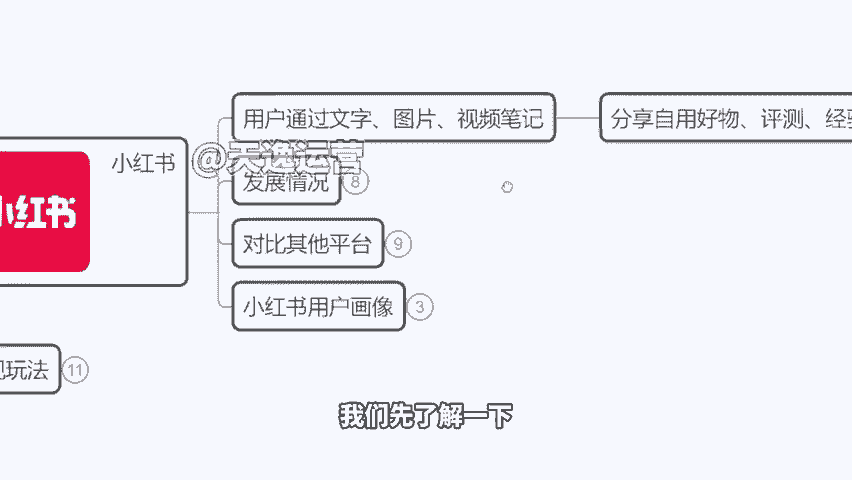 用户通过文字、图片、视频笔记
分享自用好物、评测、经验
小红书
@天逸运营
小红书
发展情况
8
对比其他平台
9
小红书用户画像
3
玩法
11
我们先了解一下